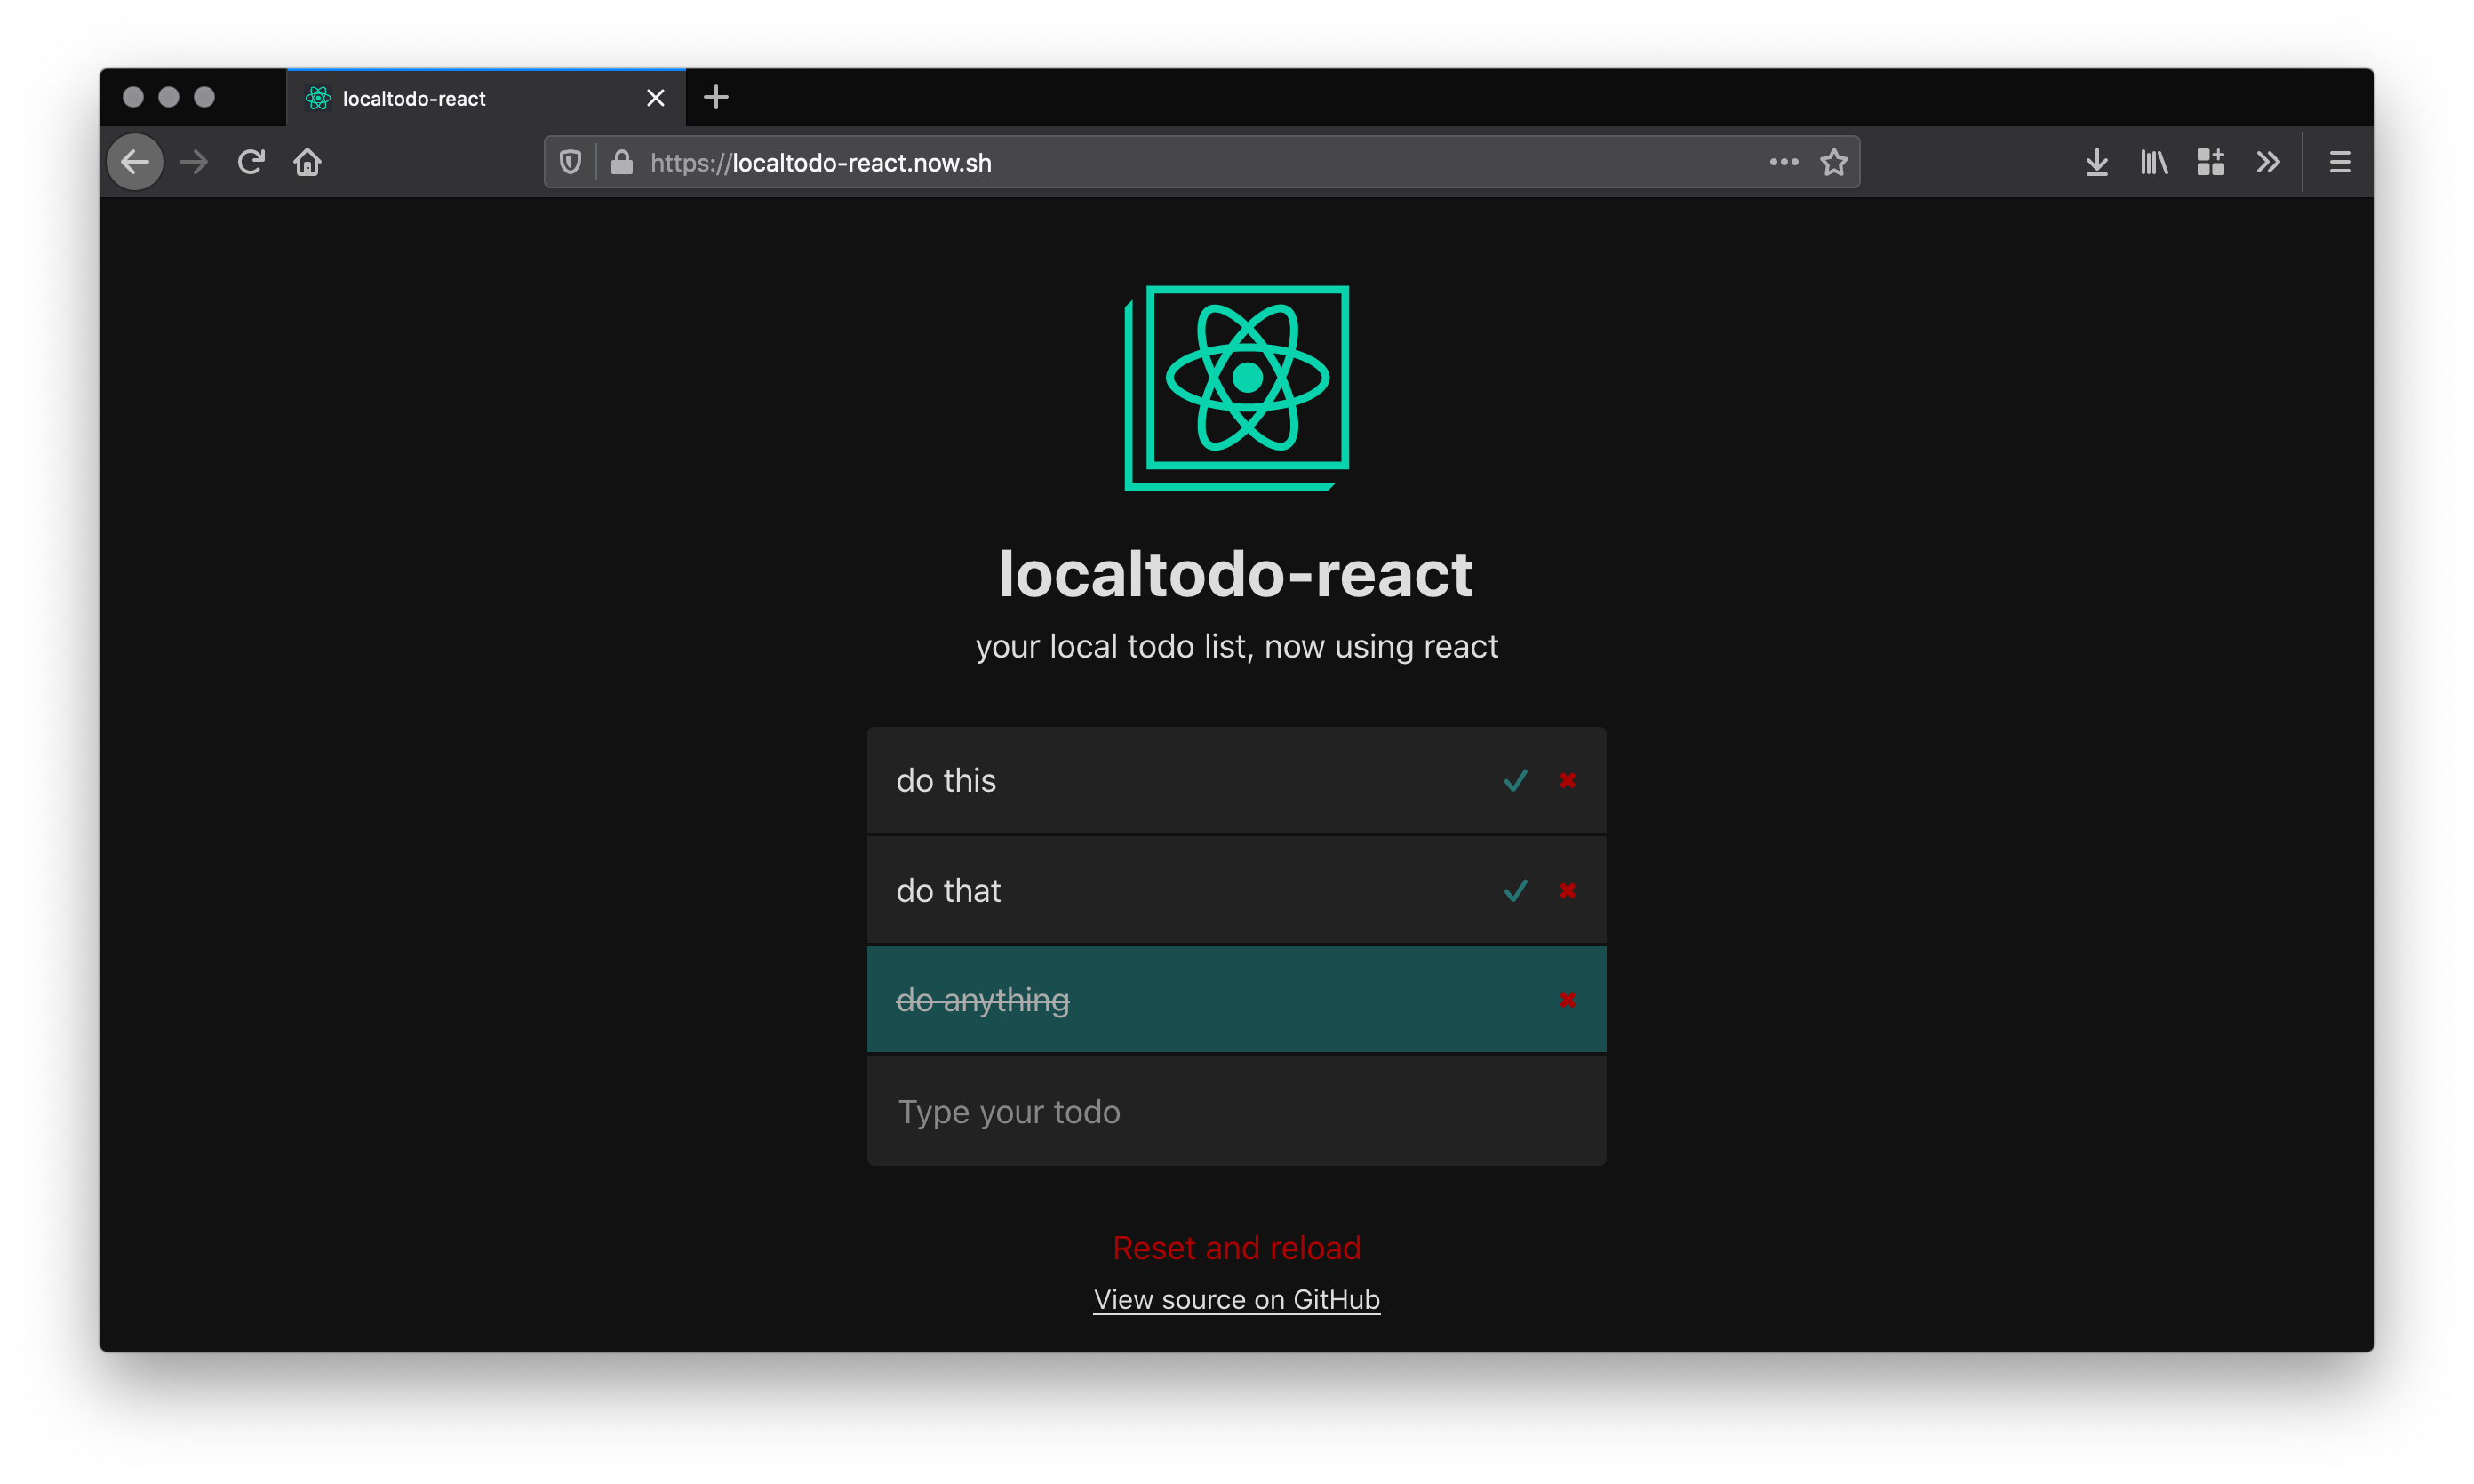 localtodo-react
https://localtodo-react.now.sh
localtodo-react
your local todo list, now using react
do this
do that
do anything
Type your todo
Reset and reload
View source on GitHub